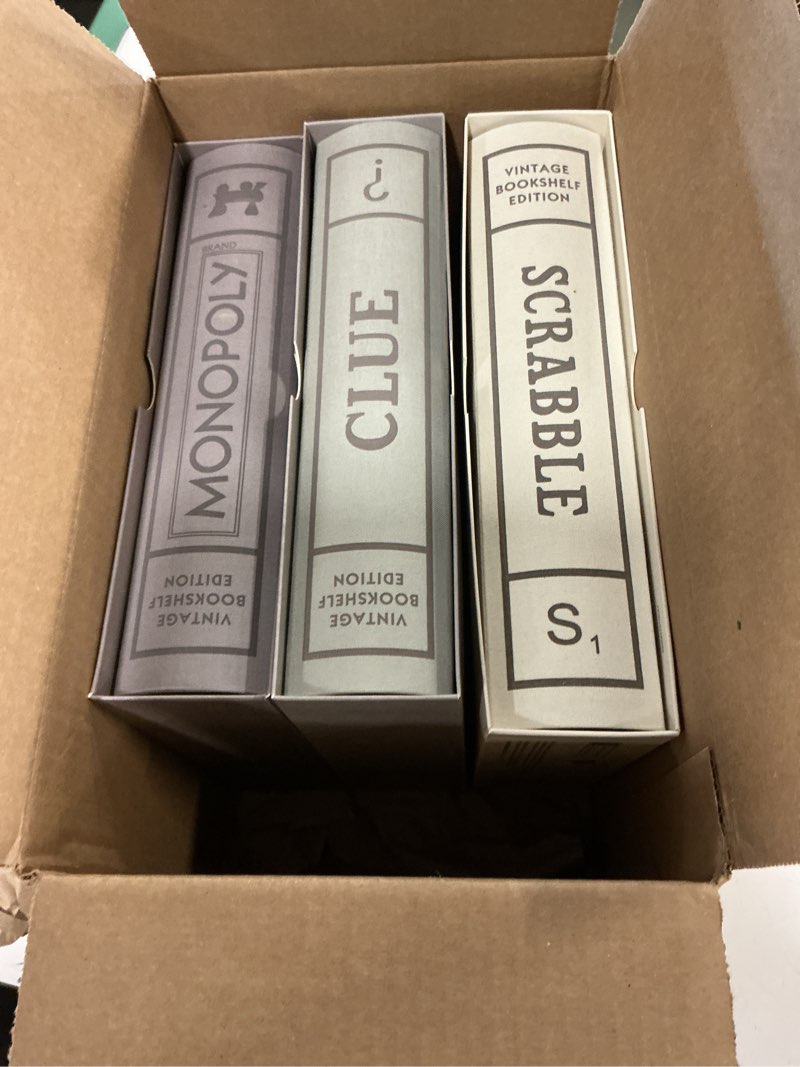 BRAND
MONOPOLY
VINTAGE
BOOKSHELF
EDITION
?
CLUE
VINTAGE
BOOKSHELF
EDITION
VINTAGE
BOOKSHELF
EDITION
SCRABBLE
S1